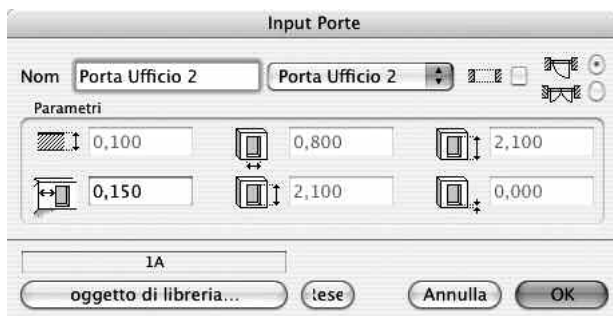 Input Porte
Nom Porta Ufficio 2 Porta Ufficio 2
Parametri
0,100 0,800 2,100
0,150 2,100 0,000
1A
oggetto di libreria...
Annulla OK